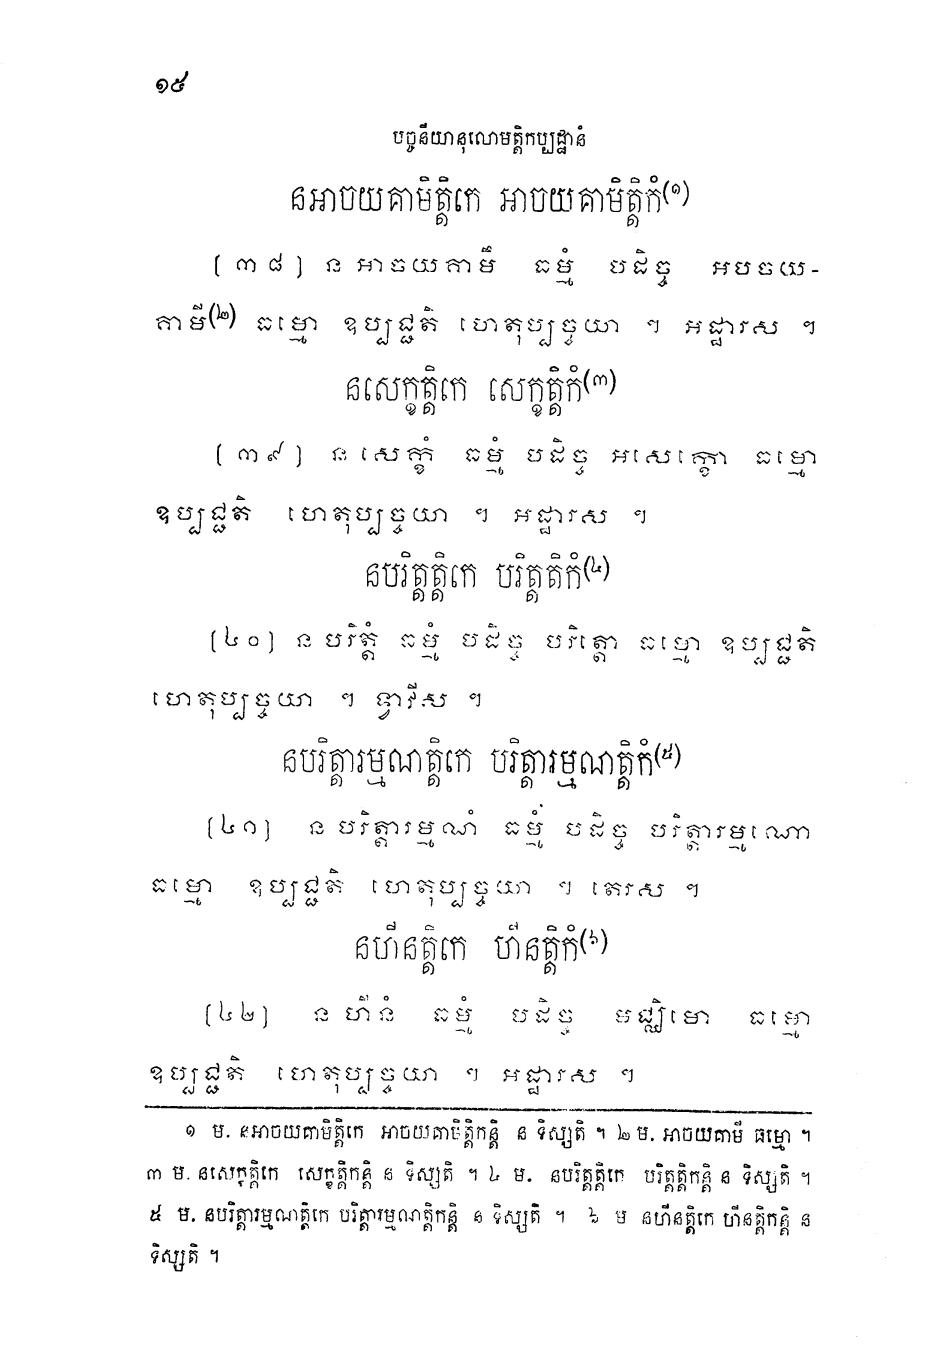 ១៥
បច្ចនីយានុលោមត្តិកប្បដ្ឋានំ
នអាចយគាមិត្តិកេ អាចយគាមិត្តិកំ(១)
[៣៨] ន អាចយគាមឹ ធម្មំ បដិច្ច អបចយ-
គាមី(២) ធម្មោ ឧប្បជ្ជតិ ហេតុប្បច្ចយា ។ អដ្ឋារស ។
នសេក្ខត្តិកេ សេក្ខត្តិកំ(៣)
[៣៩] ន សេក្ខំ ធម្មំ បដិច្ច អសេក្ខោ ធម្មោ
ឧប្បជ្ជតិ ហេតុប្បច្ចយា ។ អដ្ឋារស ។
នបរិត្តត្តិកេ បរិត្តតិកំ(៤)
[៤០] ន បរិត្តំ ធម្មំ បដិច្ច បរិត្តោ ធម្មោ ឧប្បជ្ជតិ
ហេតុប្បច្ចយា ។ ទ្វាវីស ។
នបរិត្តារម្មណត្តិកេ បរិត្តារម្មណត្តិកំ(៥)
[៤១] ន បរិត្តារម្មណំ ធម្មំ បដិច្ច បរិត្តារម្មណោ
ធម្មោ ឧប្បជ្ជតិ ហេតុប្បច្ចយា ។ តេរស ។
នហីនត្តិកេ ហីនត្តិកំ(៦)
[៤២] ន ហីនំ ធម្មំ បដិច្ច មជ្ឈិមោ ធម្មោ
ឧប្បជ្ជតិ ហេតុប្បច្ចយា ។ អដ្ឋារស ។
១ ម. នអាចយគាមិត្តិកេ អាចយគាមិត្តិកន្តិ ន ទិស្សតិ ។ ២ ម. អាចយគាមី ធម្មោ ។
៣ ម. នសេក្ខត្តិកេ សេក្ខត្តិកន្តិ ន ទិស្សតិ ។ ៤ ម. នបរិត្តត្តិកេ បរិត្តត្តិកន្តិ ន ទិស្សតិ ។
៥ ម. នបរិត្តារម្មណត្តិកេ បរិត្តារម្មណត្តិកន្តិ ន ទិស្សតិ ។ ៦ ម នហីនត្តិកេ ហីនត្តិកន្តិ ន
ទិស្សតិ ។